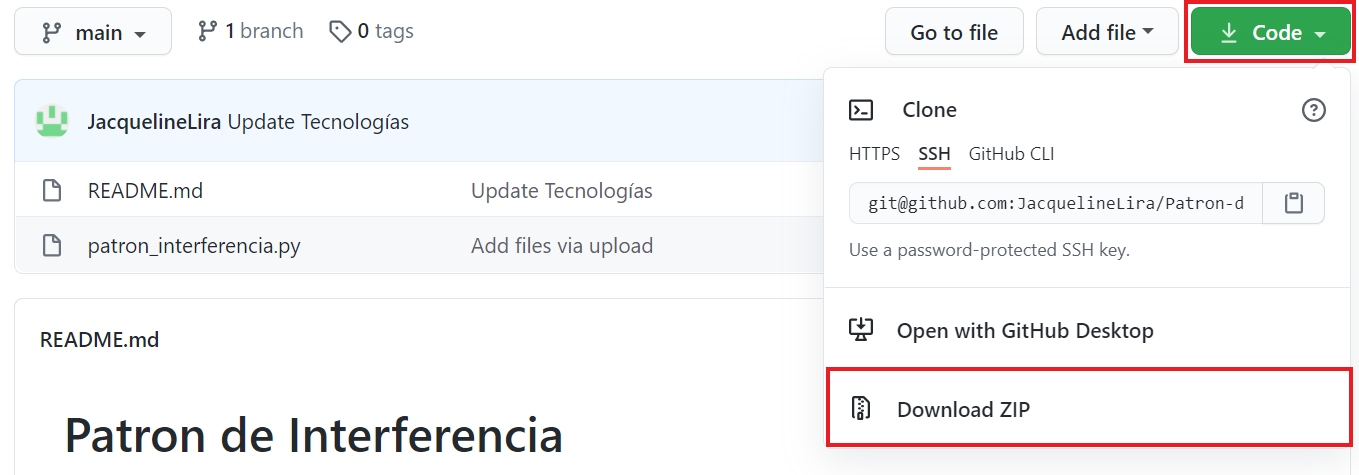 main 1 branch 0 tags Go to file Add file Code
JacquelineLira Update Tecnologías
README.md Update Tecnologías
patron_interferencia.py Add files via upload
README.md
Patron de Interferencia
Clone
HTTPS SSH GitHub CLI
git@github.com:JacquelineLira/Patron-d
Use a password-protected SSH key.
Open with GitHub Desktop
Download ZIP